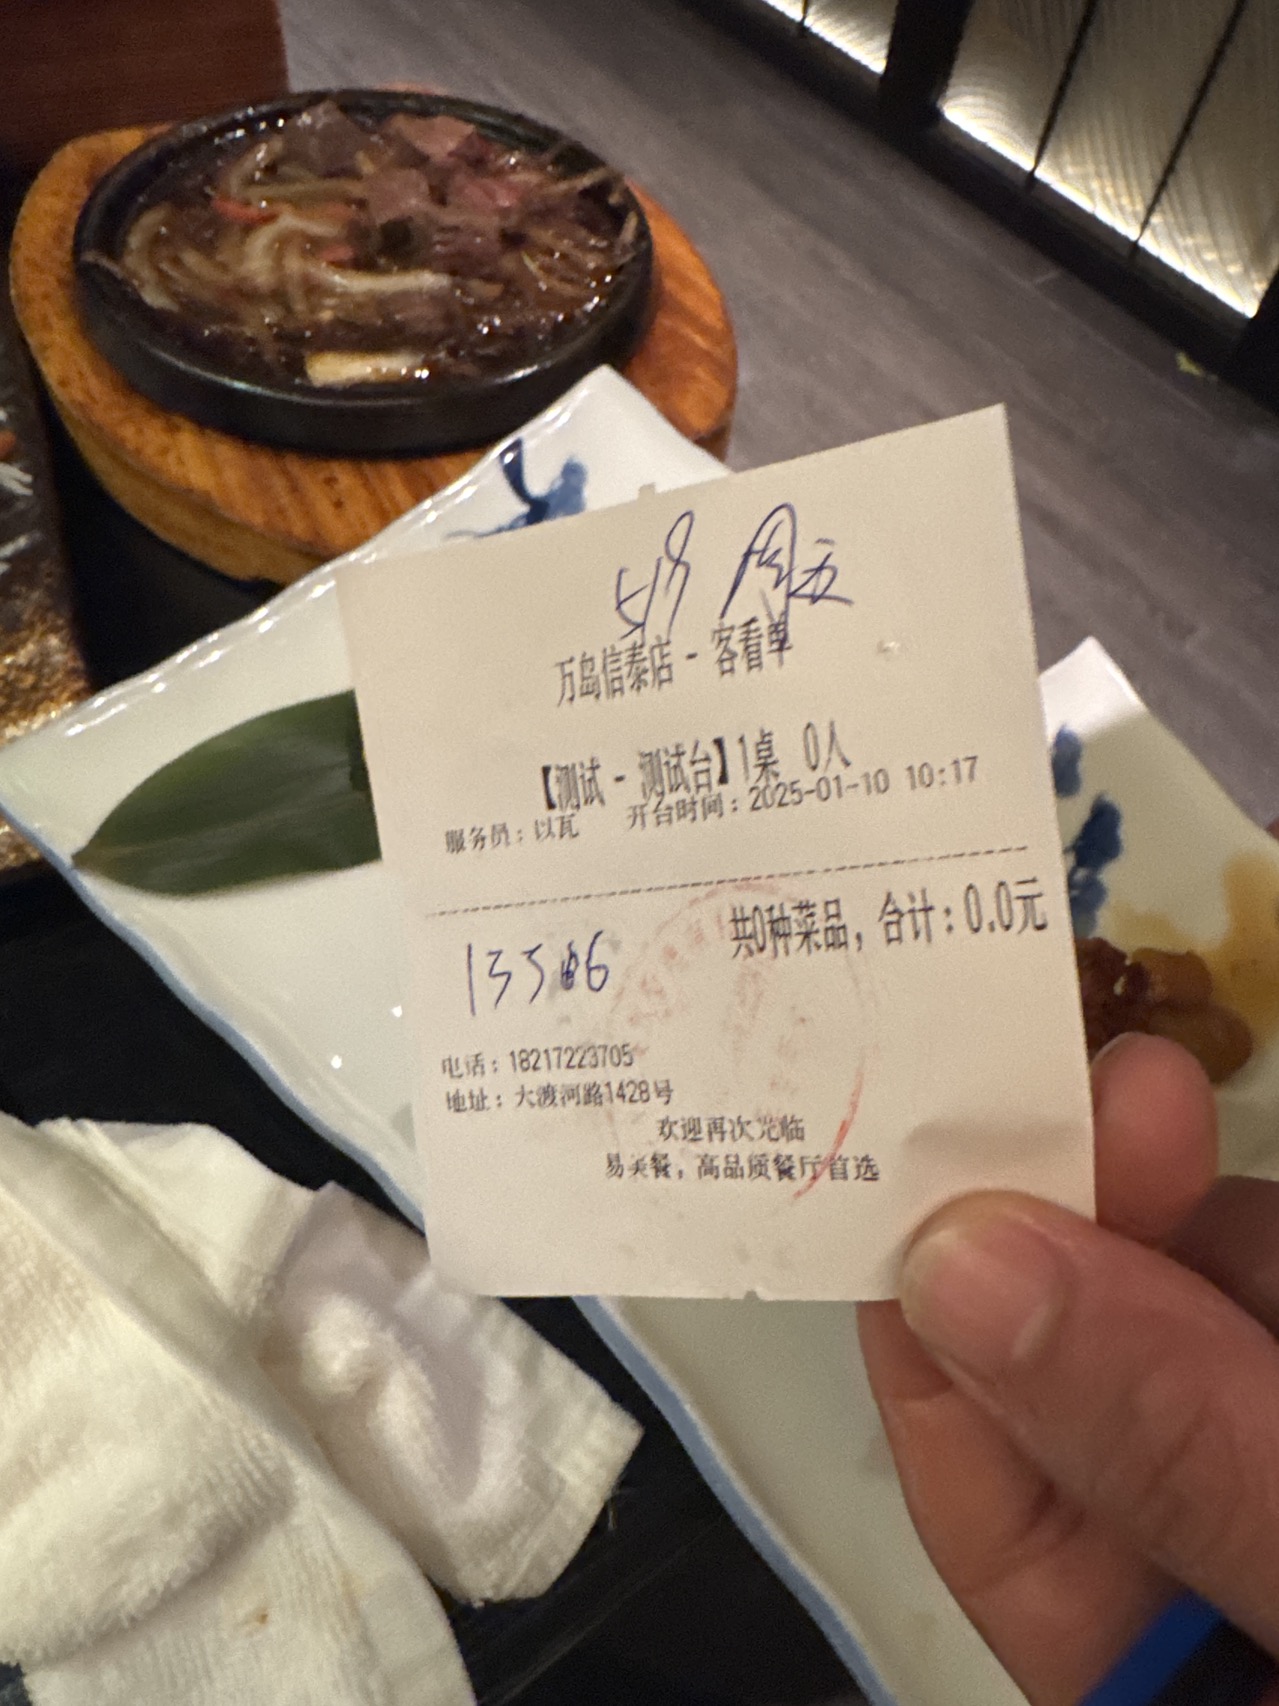 周五
万岛信泰店 - 客看单
【测试 - 测试台】1桌 0人
服务员：以瓦 开台时间：2025-01-10 10:17
共0种菜品，合计：0.0元
电话：18217223705
地址：大渡河路1428号
欢迎再次光临
易美餐，高品质餐厅首选